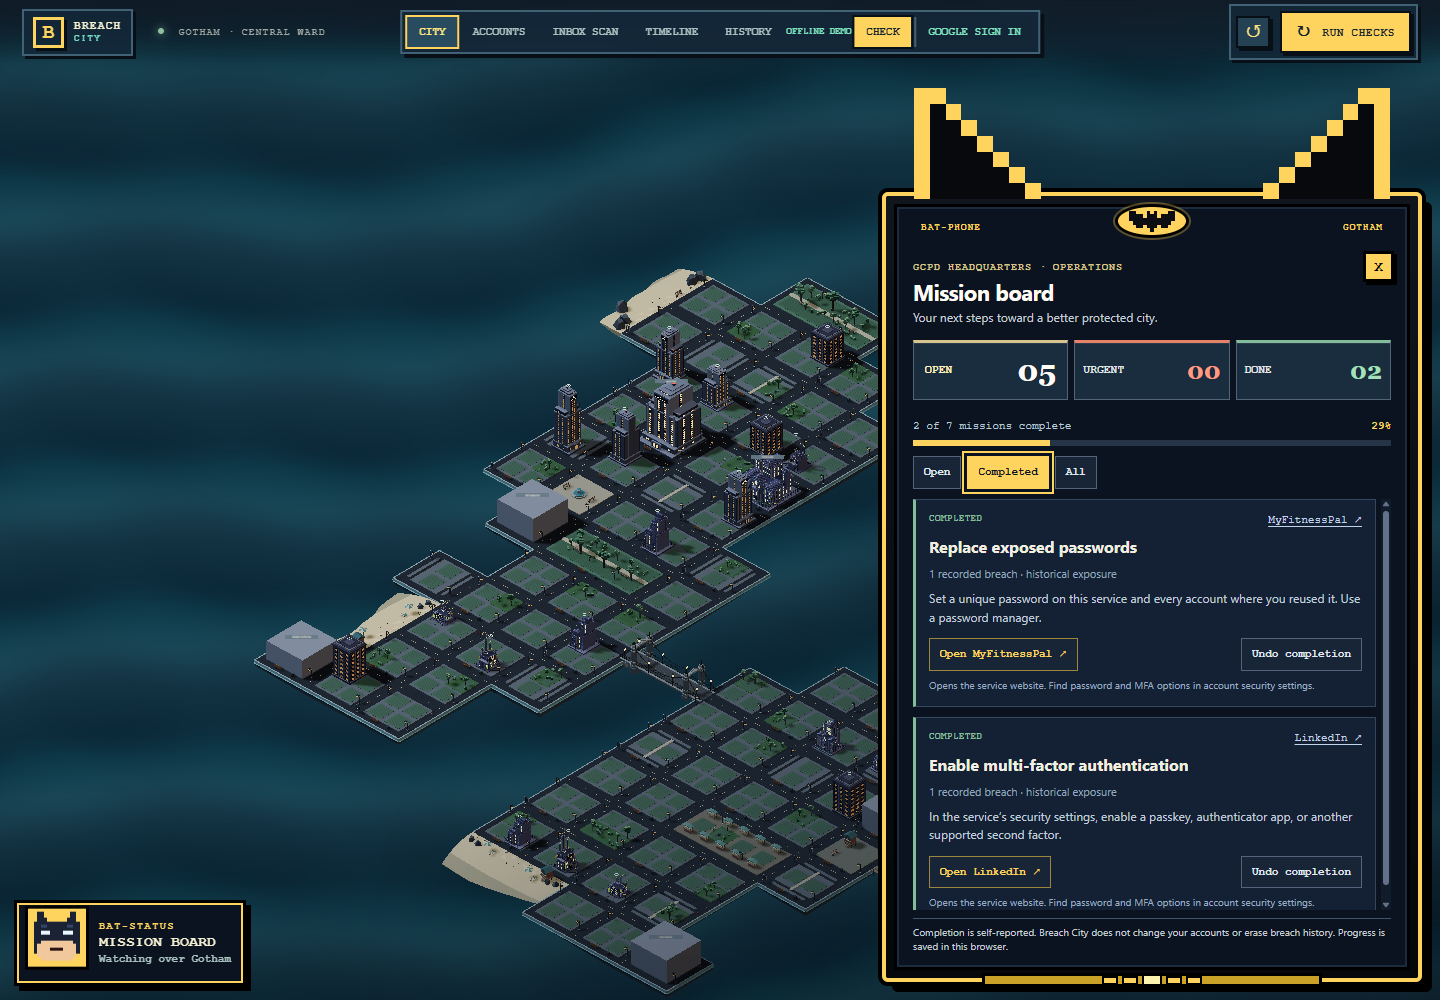 B
BREACH
CITY
GOTHAM · CENTRAL WARD
CITY
ACCOUNTS
INBOX SCAN
TIMELINE
HISTORY
OFFLINE DEMO
CHECK
GOOGLE SIGN IN
↺
↻ RUN CHECKS
BAT-PHONE
GOTHAM
GCPD HEADQUARTERS · OPERATIONS
X
Mission board
Your next steps toward a better protected city.
OPEN 05
URGENT 00
DONE 02
2 of 7 missions complete
29%
Open
Completed
All
COMPLETED
MyFitnessPal ↗
Replace exposed passwords
1 recorded breach · historical exposure
Set a unique password on this service and every account where you reused it. Use
a password manager.
Open MyFitnessPal ↗
Undo completion
Opens the service website. Find password and MFA options in account security settings.
COMPLETED
LinkedIn ↗
Enable multi-factor authentication
1 recorded breach · historical exposure
In the service's security settings, enable a passkey, authenticator app, or another
supported second factor.
Open LinkedIn ↗
Undo completion
Opens the service website. Find password and MFA options in account security settings.
Completion is self-reported. Breach City does not change your accounts or erase breach history. Progress is
saved in this browser.
BAT-STATUS
MISSION BOARD
Watching over Gotham